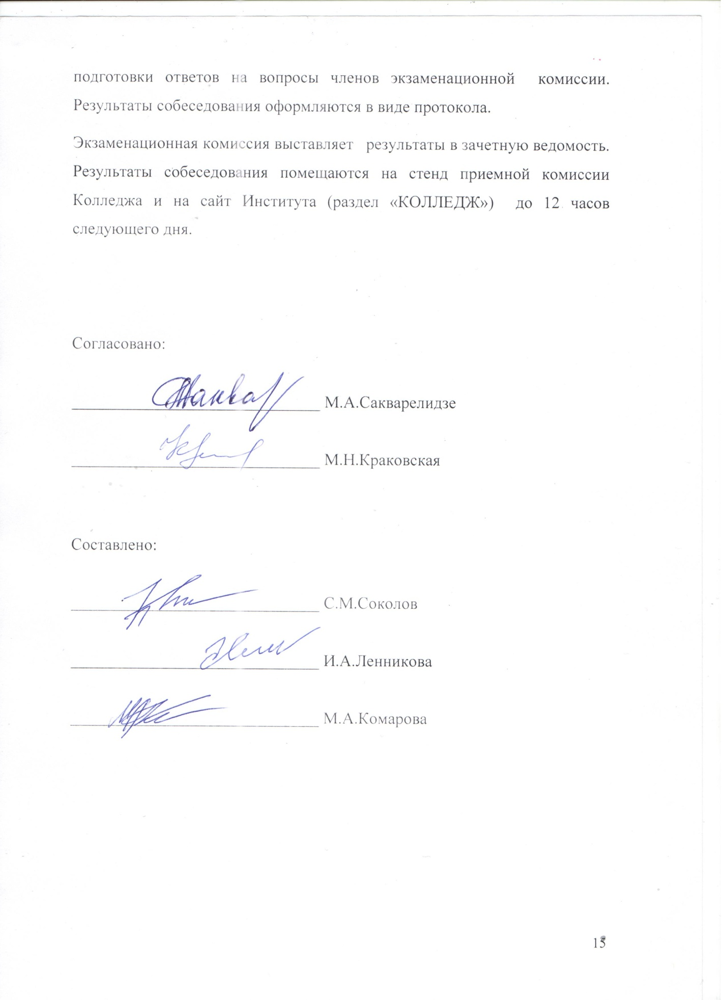 подготовки ответов на вопросы членов экзаменационной комиссии.
Результаты собеседования оформляются в виде протокола.
Экзаменационная комиссия выставляет результаты в зачетную ведомость.
Результаты собеседования помещаются на стенд приемной комиссии
Колледжа и на сайт Института (раздел «КОЛЛЕДЖ») до 12 часов
следующего дня.
Согласовано:
М.А.Сакварелидзе
М.Н.Краковская
Составлено:
С.М.Соколов
И.А.Ленникова
М.А.Комарова
15